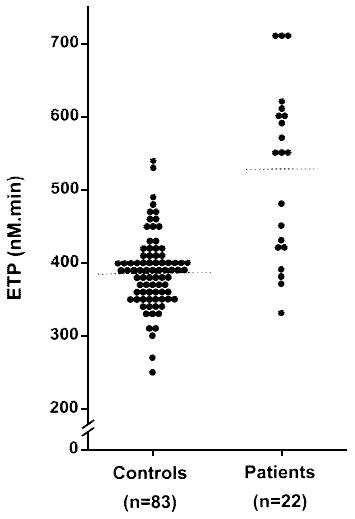 700
600
500
400
300
200
0
ETP (nM.min)
Controls Patients
(n=83) (n=22)